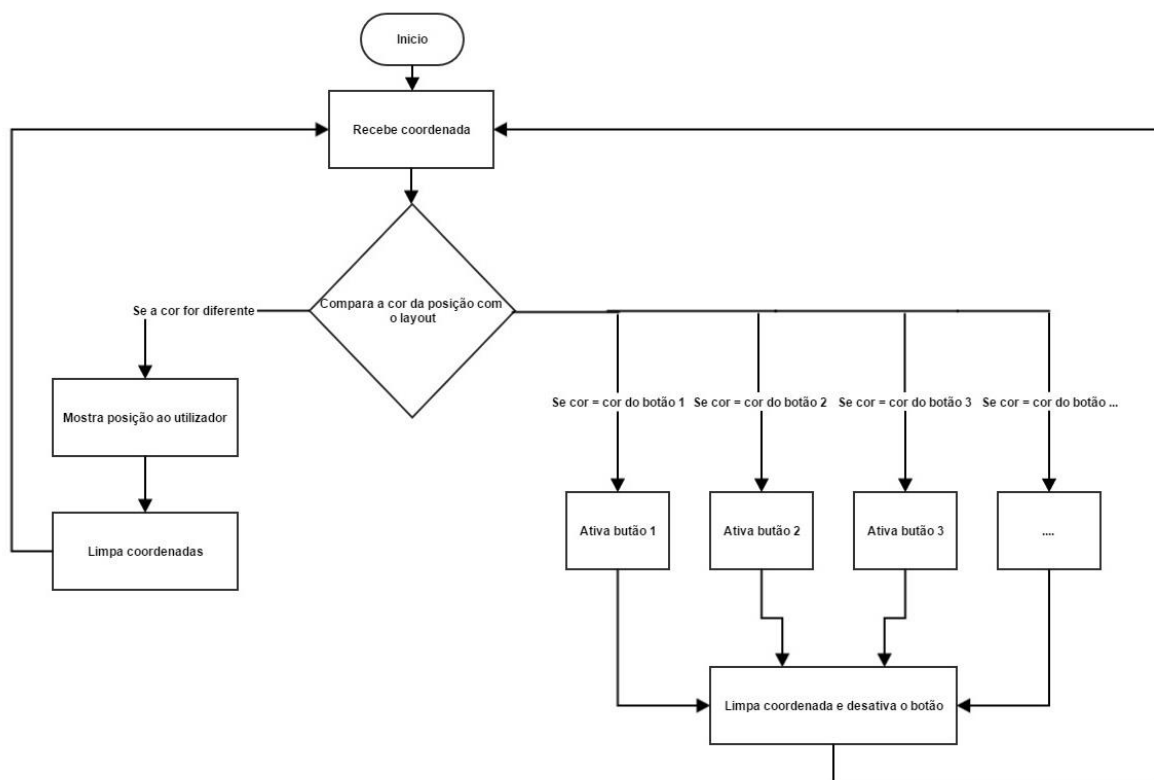 Inicio
Recebe coordenada
Compara a cor da posição com
o layout
Se a cor for diferente
Mostra posição ao utilizador
Limpa coordenadas
Se cor = cor do botão 1
Se cor = cor do botão 2
Se cor = cor do botão 3
Se cor = cor do botão ...
Ativa butão 1
Ativa butão 2
Ativa butão 3
....
Limpa coordenada e desativa o botão